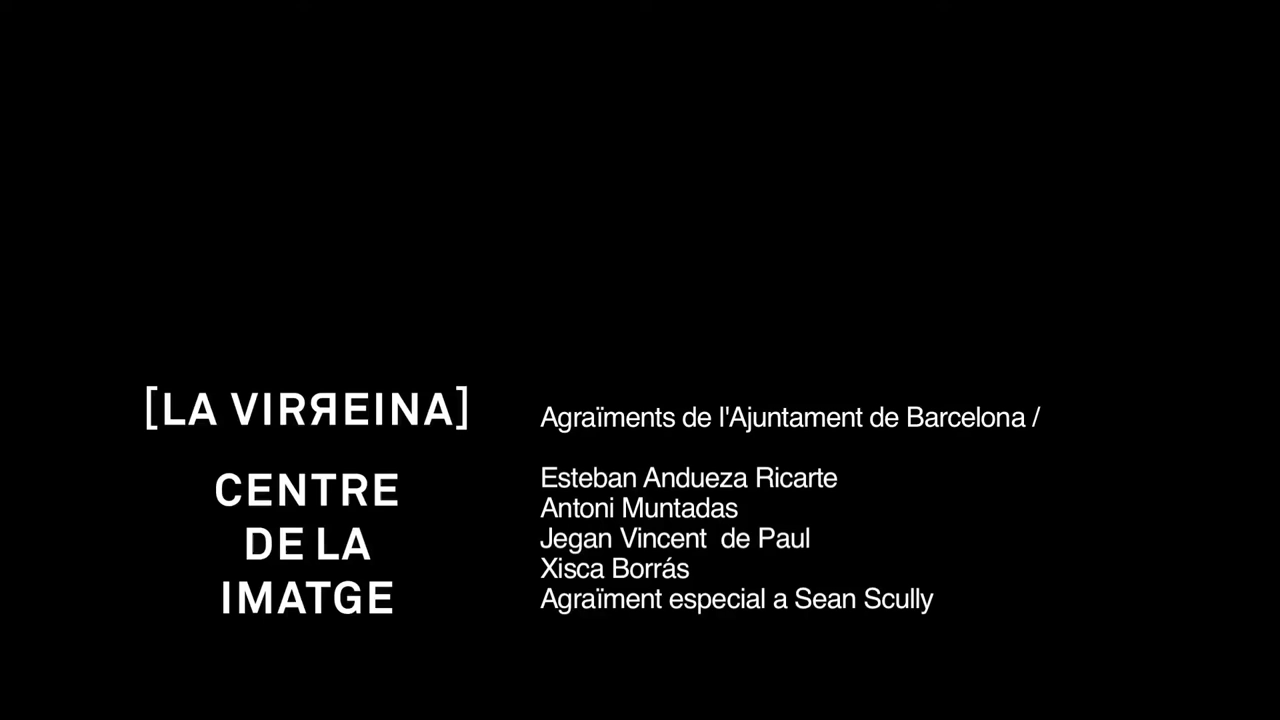 [LA VIRЯEINA]
CENTRE
DE LA
IMATGE
Agraïments de l'Ajuntament de Barcelona /
Esteban Andueza Ricarte
Antoni Muntadas
Jegan Vincent  de Paul
Xisca Borrás
Agraïment especial a Sean Scully